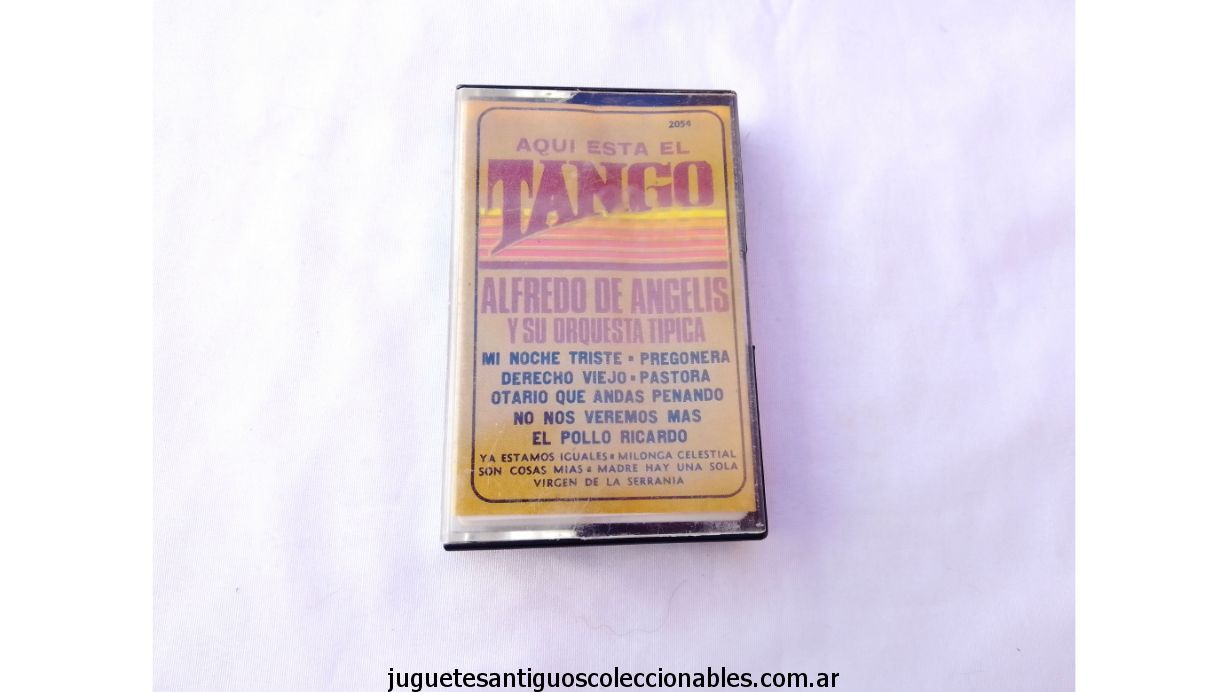 2054
AQUI ESTA EL
TANGO
ALFREDO DE ANGELIS
Y SU ORQUESTA TIPICA
MI NOCHE TRISTE ▪ PREGONERA
DERECHO VIEJO ▪ PASTORA
OTARIO QUE ANDAS PENANDO
NO NOS VEREMOS MAS
EL POLLO RICARDO
YA ESTAMOS IGUALES ▪ MILONGA CELESTIAL
SON COSAS MIAS ▪ MADRE HAY UNA SOLA
VIRGEN DE LA SERRANIA
juguetesantiguoscoleccionables.com.ar